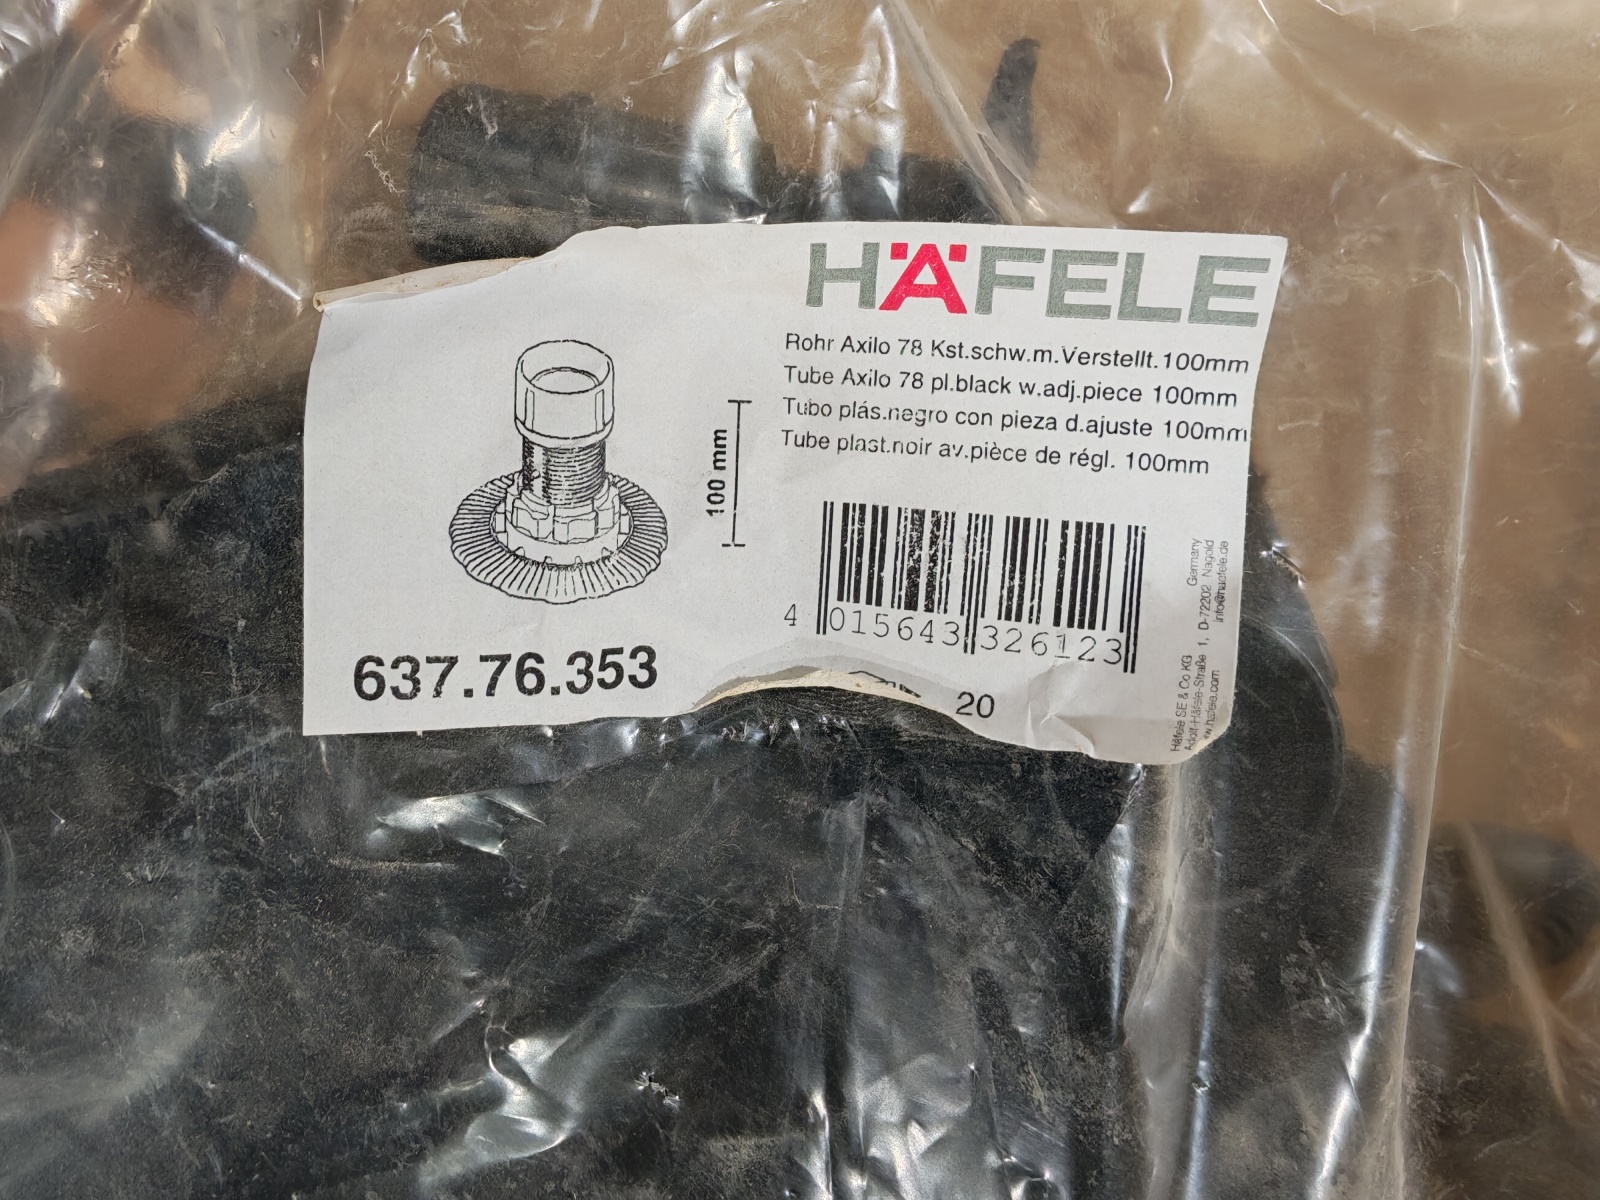 HÄFELE
Rohr Axilo 78 Kst.schw.m.Verstellt.100mm
Tube Axilo 78 pl.black w.adj.piece 100mm
Tubo plás.negro con pieza d.ajuste 100mm
Tube plast.noir av.pièce de régl. 100mm
100 mm
637.76.353
4 015643 326123
20
Häfele SE & Co KG Germany
Adolf-Häfele-Straße 1, D-72202 Nagold
w.hafele.com info@haefele.de